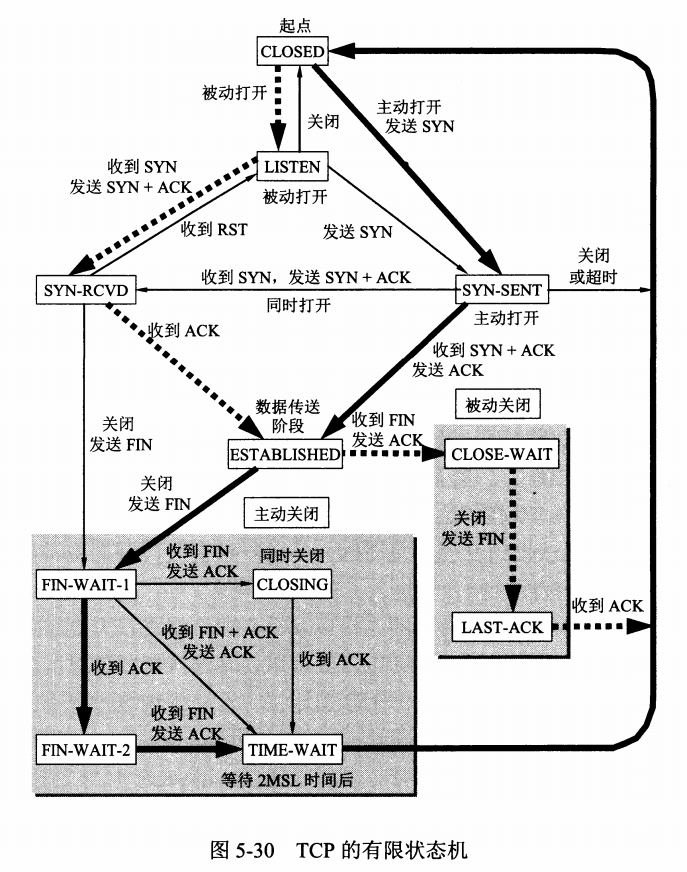 起点
CLOSED
被动打开
关闭
主动打开
发送 SYN
收到 SYN
发送 SYN + ACK
LISTEN
被动打开
收到 RST
发送 SYN
关闭
或超时
SYN-RCVD
收到 SYN，发送 SYN + ACK
同时打开
SYN-SENT
主动打开
收到 ACK
收到 SYN + ACK
发送 ACK
被动关闭
数据传送
阶段
收到 FIN
发送 ACK
关闭
发送 FIN
ESTABLISHED
CLOSE-WAIT
关闭
发送 FIN
主动关闭
关闭
发送 FIN
收到 FIN
发送 ACK
同时关闭
FIN-WAIT-1
CLOSING
LAST-ACK
收到 ACK
收到 FIN + ACK
发送 ACK
收到 ACK
收到 ACK
收到 FIN
发送 ACK
FIN-WAIT-2
TIME-WAIT
等待 2MSL 时间后
图 5-30 TCP 的有限状态机